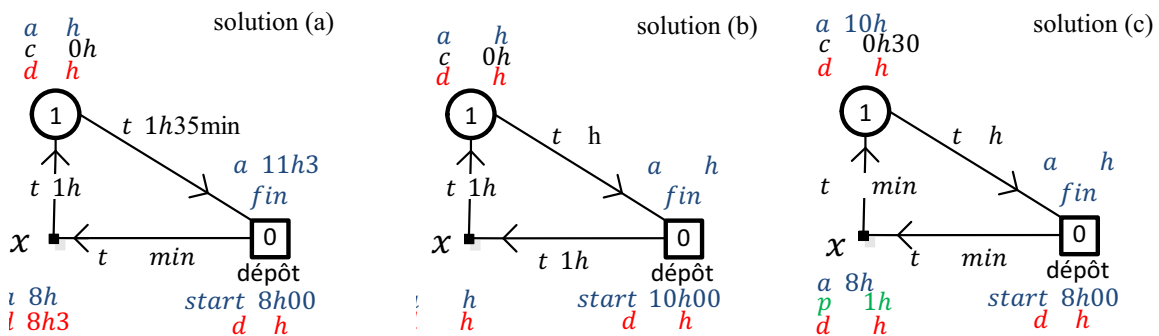 solution (a)
a h
c 0h
d h
1
t 1h35min
a 11h3
fin
t 1h
0
x
t min
dépôt
a 8h
start 8h00
d 8h3
d h
solution (b)
a h
c 0h
d h
1
t h
a h
fin
t 1h
0
x
t 1h
dépôt
h
start 10h00
h
d h
solution (c)
a 10h
c 0h30
d h
1
t h
a h
fin
t min
0
x
t min
dépôt
a 8h
start 8h00
p 1h
d h
d h